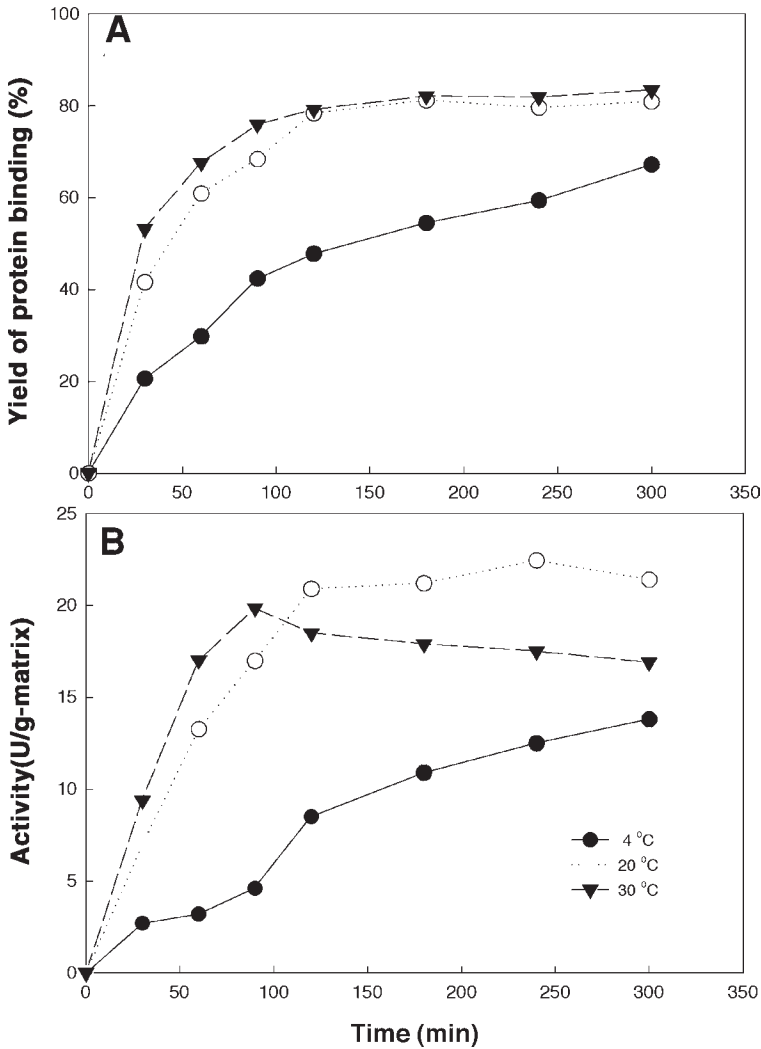 A
Yield of protein binding (%)
100
80
60
40
20
0
0 50 100 150 200 250 300 350
B
Activity(U/g-matrix)
25
20
15
10
5
0
4 °C
20 °C
30 °C
0 50 100 150 200 250 300 350
Time (min)